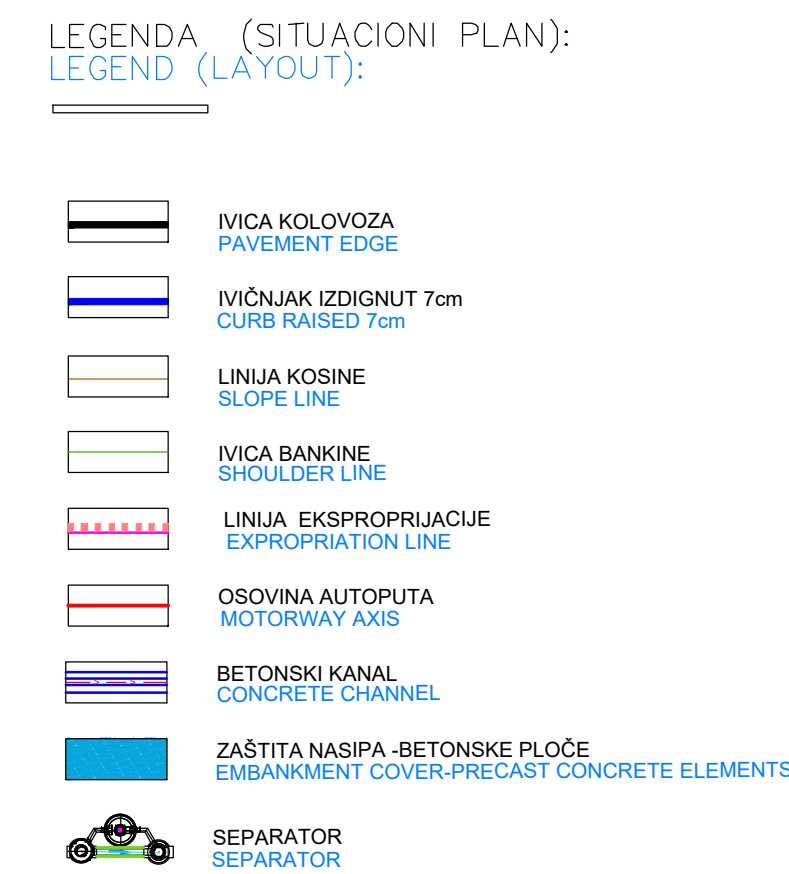 LEGENDA (SITUACIONI PLAN):
LEGEND (LAYOUT):
IVICA KOLOVOZA
PAVEMENT EDGE
IVIČNJAK IZDIGNUT 7cm
CURB RAISED 7cm
LINIJA KOSINE
SLOPE LINE
IVICA BANKINE
SHOULDER LINE
LINIJA EKSPROPRIJACIJE
EXPROPRIATION LINE
OSOVINA AUTOPUTA
MOTORWAY AXIS
BETONSKI KANAL
CONCRETE CHANNEL
ZAŠTITA NASIPA -BETONSKE PLOČE
EMBANKMENT COVER-PRECAST CONCRETE ELEMENTS
SEPARATOR
SEPARATOR